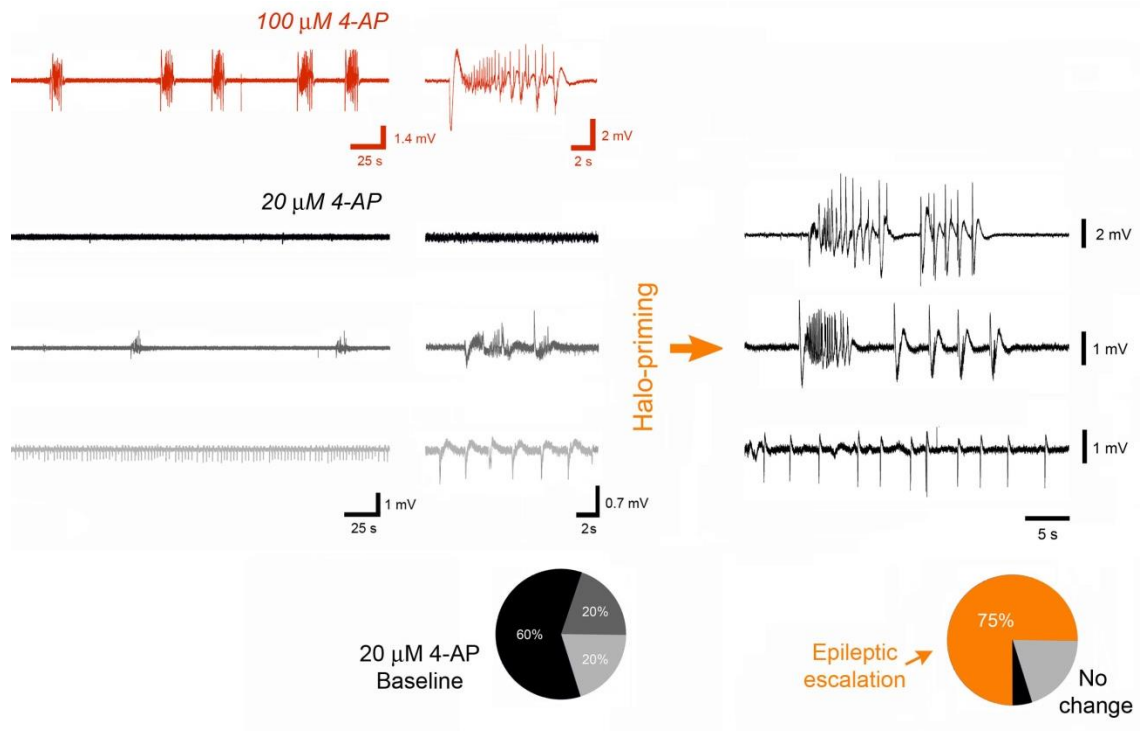 100 μM 4-AP
1.4 mV
25 s
2 mV
2 s
20 μM 4-AP
2 mV
Halo-priming
1 mV
1 mV
1 mV
25 s
0.7 mV
2s
5 s
20%
60%
20%
20 μM 4-AP
Baseline
75%
Epileptic
escalation
No
change